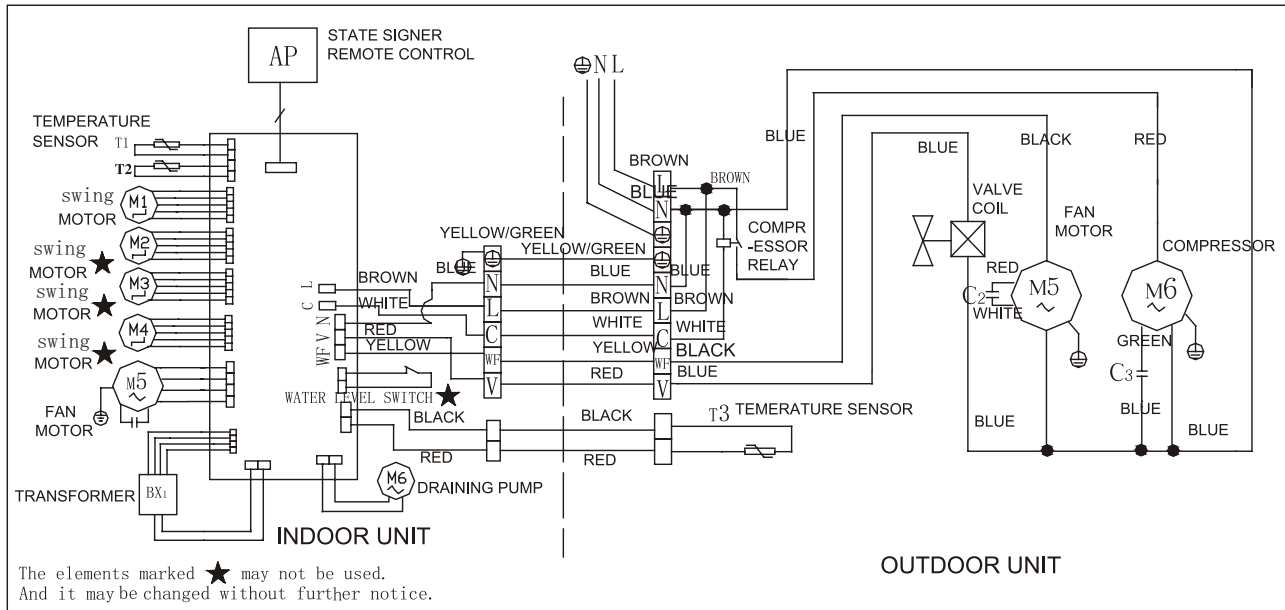 AP
STATE SIGNER
REMOTE CONTROL
TEMPERATURE
SENSOR
T1
T2
swing
MOTOR
M1
swing
MOTOR
M2
swing
MOTOR
M3
swing
MOTOR
M4
FAN
MOTOR
M5
TRANSFORMER
BX1
L
C
N
V
WF
BROWN
WHITE
RED
YELLOW
WATER LEVEL SWITCH
BLACK
RED
M6
DRAINING PUMP
INDOOR UNIT
YELLOW/GREEN
BLUE
N
L
C
WF
V
YELLOW/GREEN
BLUE
BROWN
WHITE
YELLOW
RED
BLACK
RED
N L
BROWN
BLUE
L
N
N
L
C
WF
V
BROWN
BLUE
BROWN
WHITE
BLACK
BLUE
COMPR
-ESSOR
RELAY
T3
TEMERATURE SENSOR
BLUE
BLUE
BLACK
RED
VALVE
COIL
FAN
MOTOR
COMPRESSOR
RED
C2
WHITE
M5
M6
GREEN
C3
BLUE
BLUE
BLUE
OUTDOOR UNIT
The elements marked ★ may not be used.
And it may be changed without further notice.